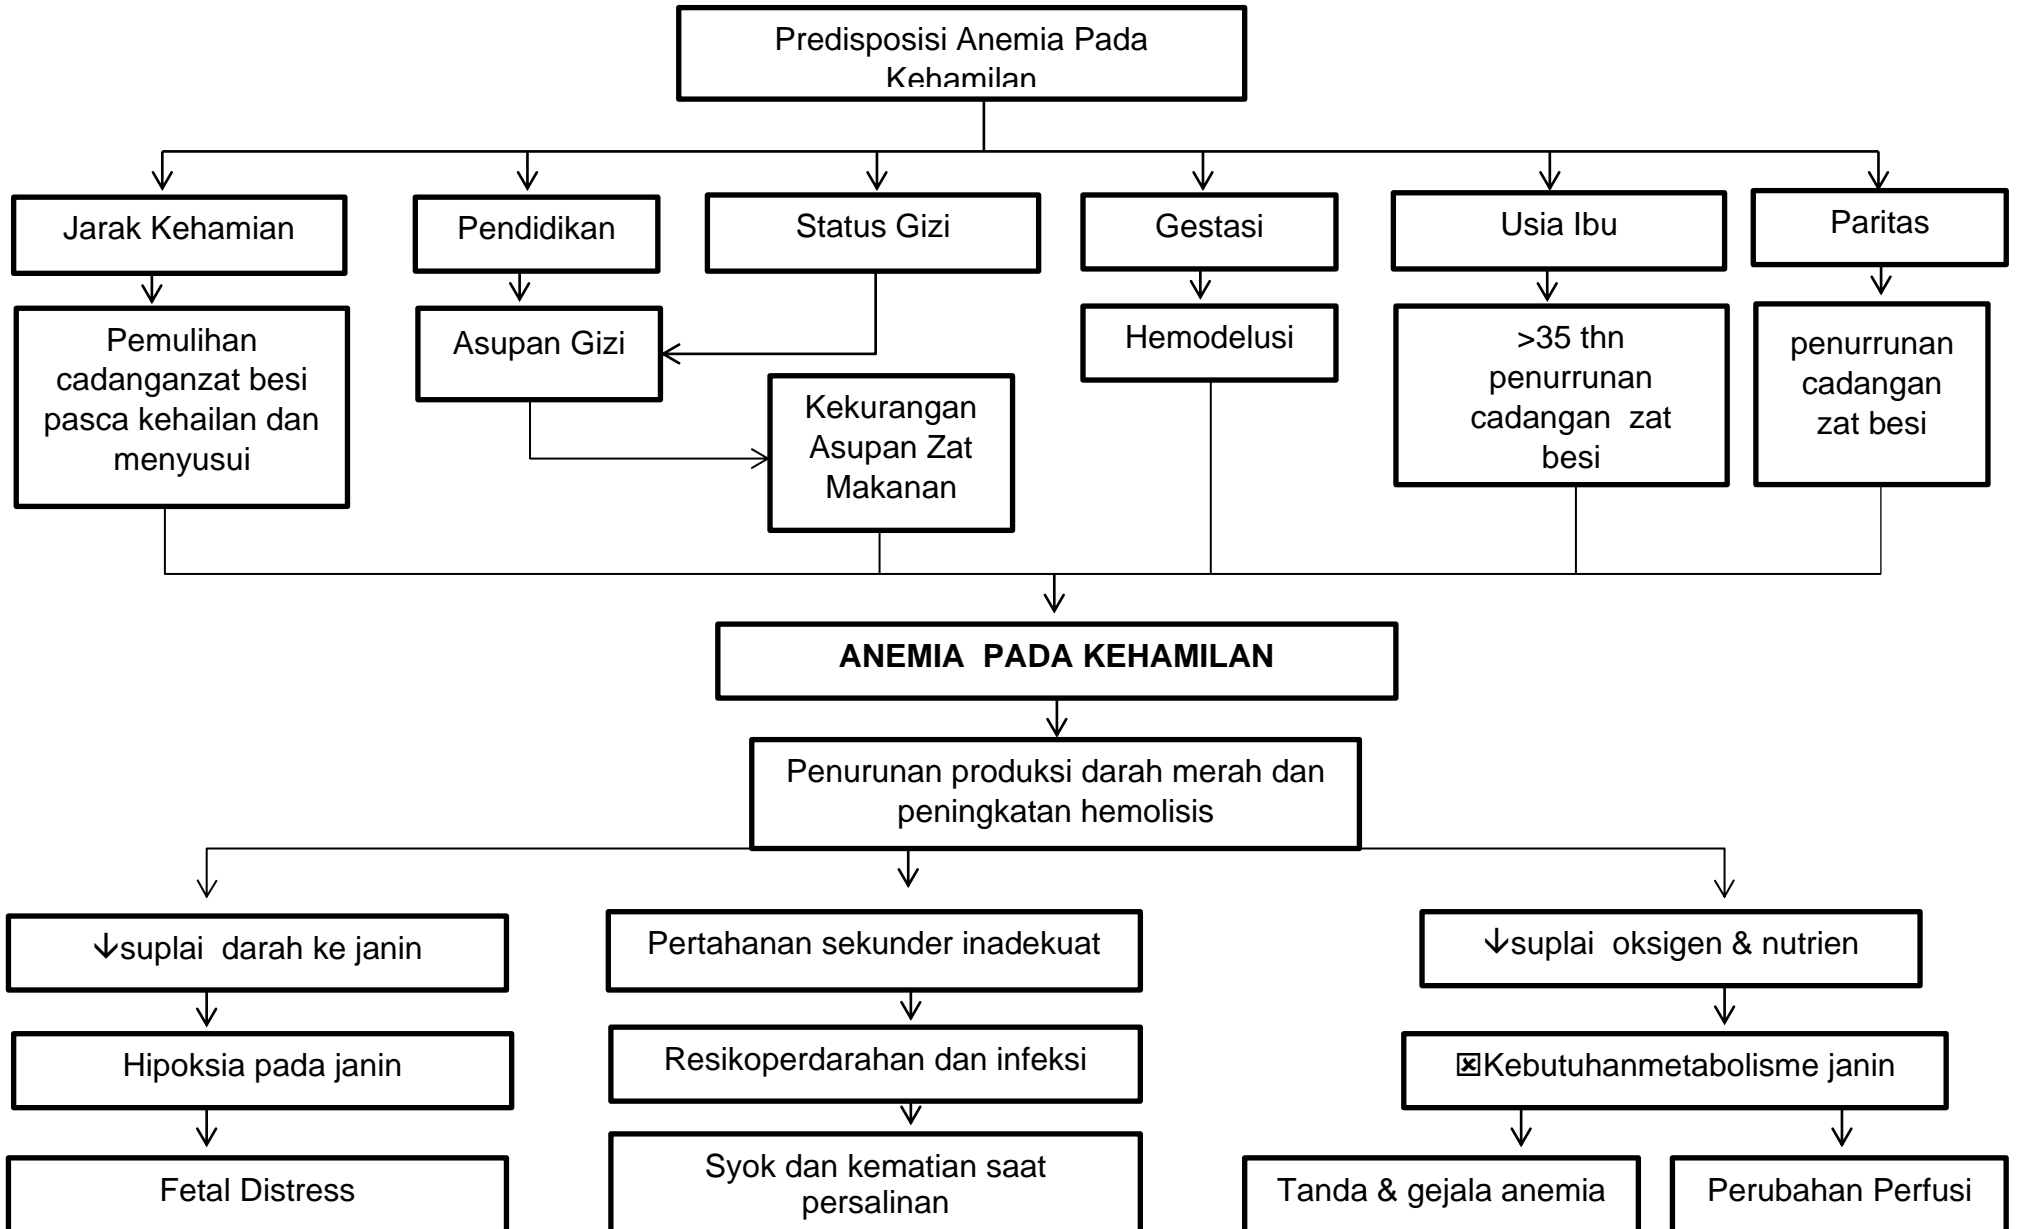 Predisposisi Anemia Pada
Kehamilan
Jarak Kehamian
Pendidikan
Status Gizi
Gestasi
Usia Ibu
Paritas
Pemulihan
cadanganzat besi
pasca kehailan dan
menyusui
Asupan Gizi
Kekurangan
Asupan Zat
Makanan
Hemodelusi
>35 thn
penurrunan
cadangan zat
besi
penurrunan
cadangan
zat besi
ANEMIA PADA KEHAMILAN
Penurunan produksi darah merah dan
peningkatan hemolisis
↓suplai darah ke janin
Pertahanan sekunder inadekuat
↓suplai oksigen & nutrien
Hipoksia pada janin
Resikoperdarahan dan infeksi
☒Kebutuhanmetabolisme janin
Fetal Distress
Syok dan kematian saat
persalinan
Tanda & gejala anemia
Perubahan Perfusi